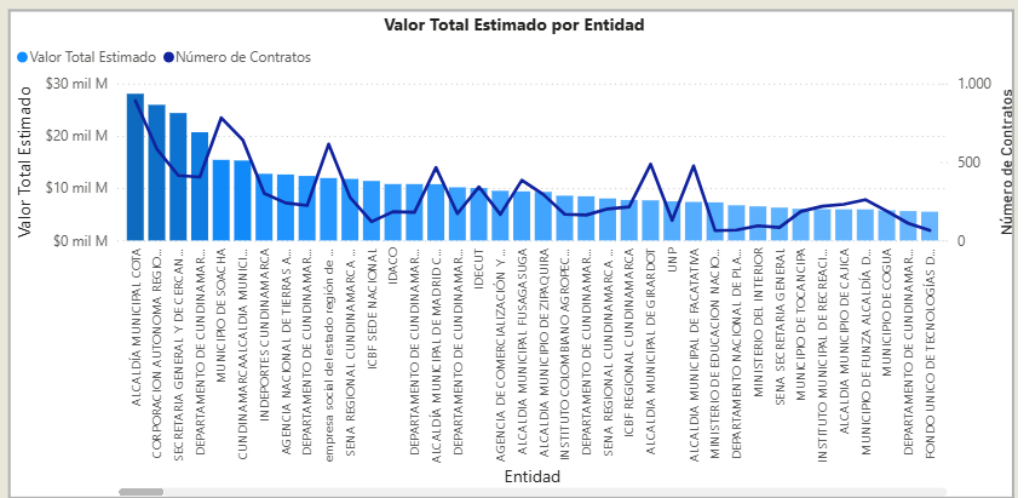 Valor Total Estimado por Entidad
Valor Total Estimado Número de Contratos
Valor Total Estimado
$30 mil M
$20 mil M
$10 mil M
$0 mil M
1.000
500
0
Número de Contratos
ALCALDÍA MUNICIPAL COTA
CORPORACION AUTONOMA REGIO...
SECRETARIA GENERAL Y DE CERCAN...
DEPARTAMENTO DE CUNDINAMAR...
MUNICIPIO DE SOACHA
CUNDINAMARCAALCALDIA MUNICI...
INDEPORTES CUNDINAMARCA
AGENCIA NACIONAL DE TIERRAS A...
DEPARTAMENTO DE CUNDINAMAR...
empresa social del estado región de ...
SENA REGIONAL CUNDINAMARCA ...
ICBF SEDE NACIONAL
IDACO
DEPARTAMENTO DE CUNDINAMAR...
ALCALDÍA MUNICIPAL DE MADRID C...
DEPARTAMENTO DE CUNDINAMAR...
IDECUT
AGENCIA DE COMERCIALIZACIÓN Y ...
ALCALDIA MUNICIPAL FUSAGASUGA
ALCALDIA MUNICIPIO DE ZIPAQUIRA
INSTITUTO COLOMBIANO AGROPEC...
DEPARTAMENTO DE CUNDINAMAR...
SENA REGIONAL CUNDINAMARCA ...
ICBF REGIONAL CUNDINAMARCA
ALCALDIA MUNICIPAL DE GIRARDOT
UNP
ALCALDIA MUNICIPAL DE FACATATIVA
MINISTERIO DE EDUCACION NACIO...
DEPARTAMENTO NACIONAL DE PLA...
MINISTERIO DEL INTERIOR
SENA SECRETARIA GENERAL
MUNICIPIO DE TOCANCIPA
INSTITUTO MUNICIPAL DE RECREACI...
ALCALDIA MUNICIPIO DE CAJICA
MUNICIPIO DE FUNZA ALCALDÍA D...
MUNICIPIO DE COGUA
DEPARTAMENTO DE CUNDINAMAR...
FONDO UNICO DE TECNOLOGÍAS D...
Entidad